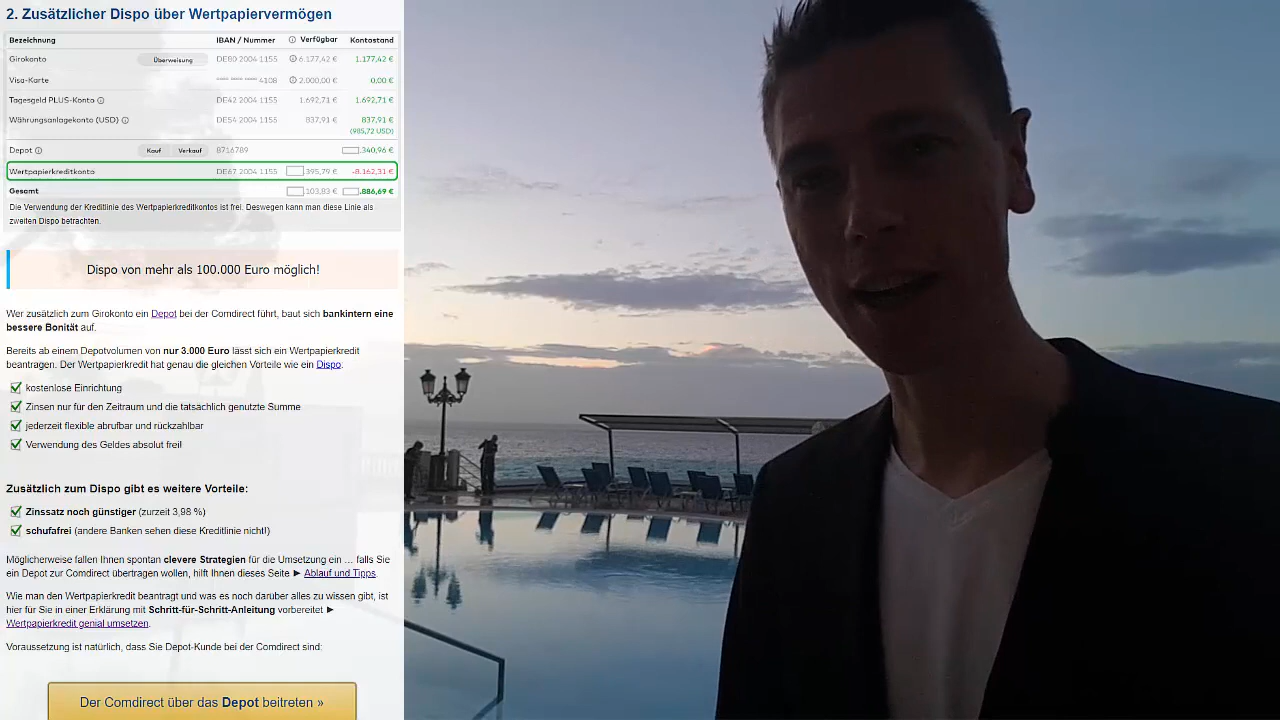 2. Zusätzlicher Dispo über Wertpapiervermögen
Bezeichnung IBAN / Nummer Verfügbar Kontostand
Girokonto Überweisung DE80 2004 1155 6.177,42 € 1.177,42 €
Visa-Karte **** **** **** 4108 2.000,00 € 0,00 €
Tagesgeld PLUS-Konto DE42 2004 1155 1.692,71 € 1.692,71 €
Währungsanlagekonto (USD) DE54 2004 1155 837,91 € 837,91 €
(985,72 USD)
Depot Kauf Verkauf 8716789 .340,96 €
Wertpapierkreditkonto DE67 2004 1155 .395,79 € -8.162,31 €
Gesamt .103,83 € .886,69 €
Die Verwendung der Kreditlinie des Wertpapierkreditkontos ist frei. Deswegen kann man diese Linie als
zweiten Dispo betrachten.
Dispo von mehr als 100.000 Euro möglich!
Wer zusätzlich zum Girokonto ein Depot bei der Comdirect führt, baut sich bankintern eine
bessere Bonität auf.
Bereits ab einem Depotvolumen von nur 3.000 Euro lässt sich ein Wertpapierkredit
beantragen. Der Wertpapierkredit hat genau die gleichen Vorteile wie ein Dispo:
kostenlose Einrichtung
Zinsen nur für den Zeitraum und die tatsächlich genutzte Summe
jederzeit flexible abrufbar und rückzahlbar
Verwendung des Geldes absolut frei!
Zusätzlich zum Dispo gibt es weitere Vorteile:
Zinssatz noch günstiger (zurzeit 3,98 %)
schufafrei (andere Banken sehen diese Kreditlinie nicht!)
Möglicherweise fallen Ihnen spontan clevere Strategien für die Umsetzung ein … falls Sie
ein Depot zur Comdirect übertragen wollen, hilft Ihnen dieses Seite ► Ablauf und Tipps.
Wie man den Wertpapierkredit beantragt und was es noch darüber alles zu wissen gibt, ist
hier für Sie in einer Erklärung mit Schritt-für-Schritt-Anleitung vorbereitet ►
Wertpapierkredit genial umsetzen.
Voraussetzung ist natürlich, dass Sie Depot-Kunde bei der Comdirect sind:
Der Comdirect über das Depot beitreten »